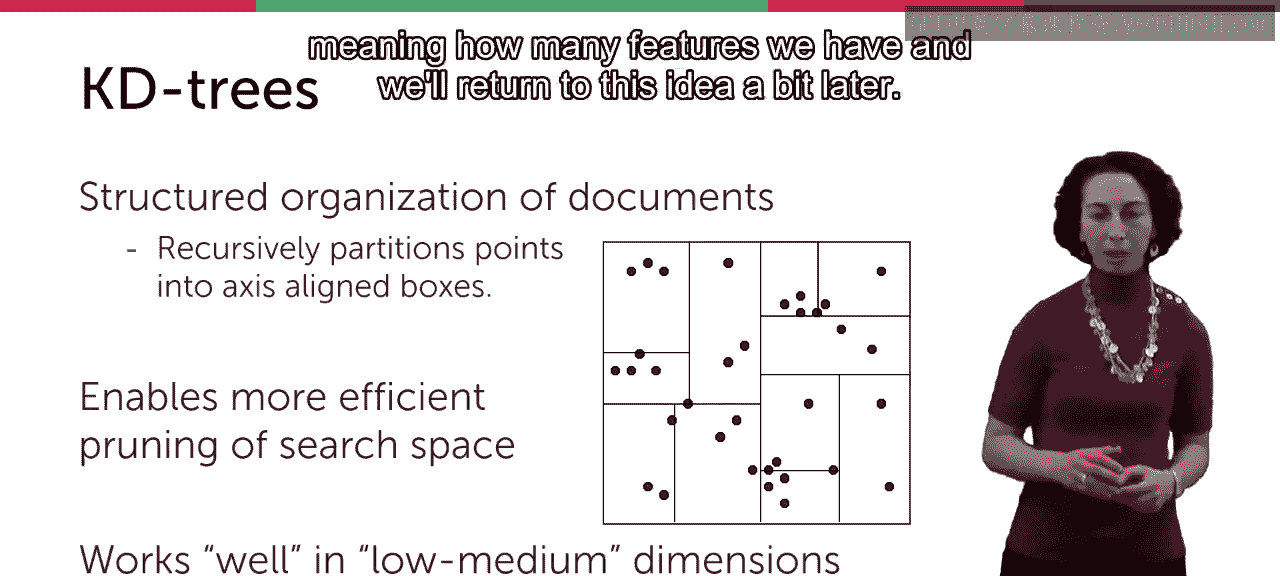 meaning how many features we have and
we'll return to this idea a bit later.
KD-trees
Structured organization of documents
- Recursively partitions points
into axis aligned boxes.
Enables more efficient
pruning of search space
Works “well” in “low-medium” dimensions